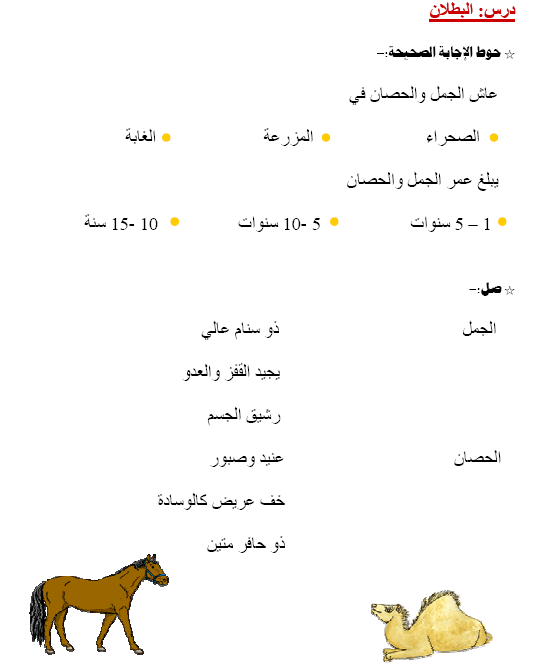 درس: البطلان
☆ حوط الإجابة الصحيحة:-
عاش الجمل والحصان في
● الصحراء ● المزرعة ● الغابة
يبلغ عمر الجمل والحصان
● 1 – 5 سنوات ● 5 -10 سنوات ● 10 -15 سنة
☆ صل:-
الجمل ذو سنام عالي
يجيد القفز والعدو
رشيق الجسم
الحصان عنيد وصبور
خف عريض كالوسادة
ذو حافر متين